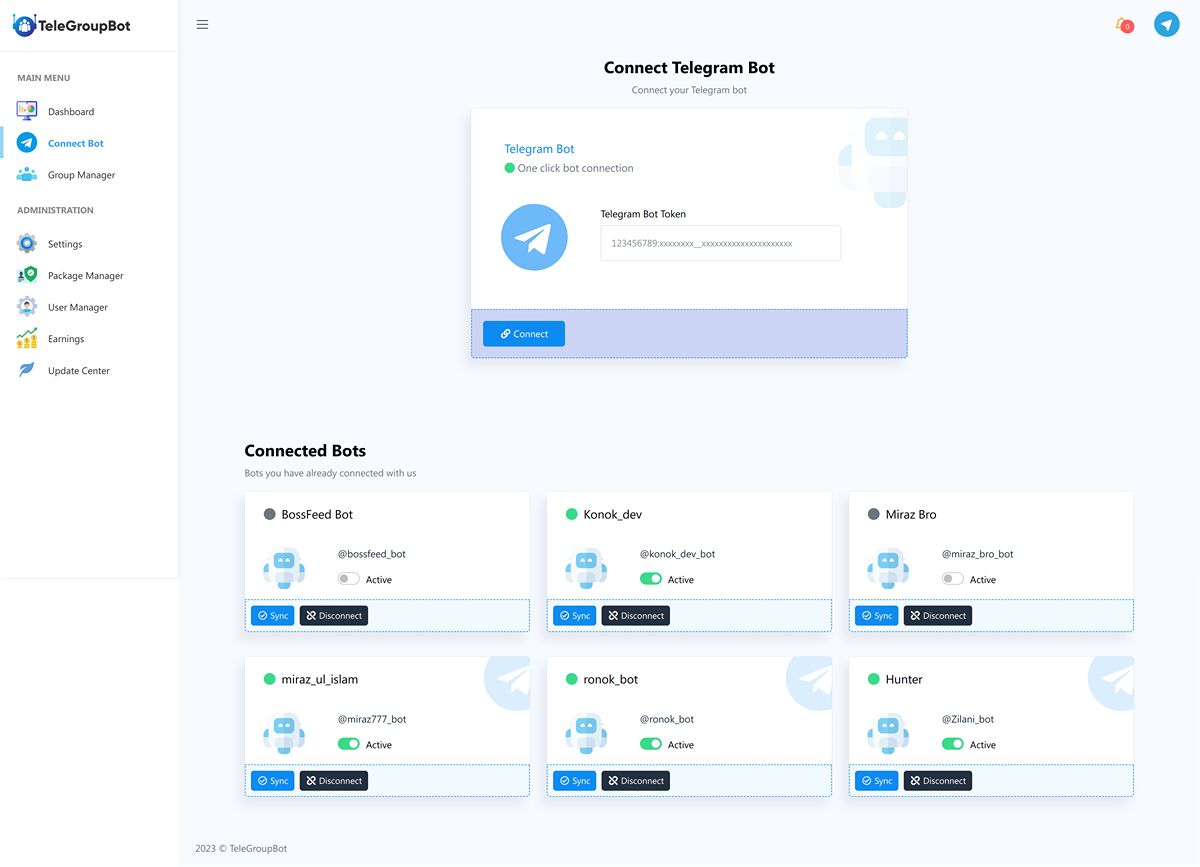 TeleGroupBot
0
MAIN MENU
Dashboard
Connect Bot
Group Manager
ADMINISTRATION
Settings
Package Manager
User Manager
Earnings
Update Center
Connect Telegram Bot
Connect your Telegram bot
Telegram Bot
One click bot connection
Telegram Bot Token
123456789:xxxxxxxx__xxxxxxxxxxxxxxxxxxxxx
Connect
Connected Bots
Bots you have already connected with us
BossFeed Bot
@bossfeed_bot
Active
Sync Disconnect
Konok_dev
@konok_dev_bot
Active
Sync Disconnect
Miraz Bro
@miraz_bro_bot
Active
Sync Disconnect
miraz_ul_islam
@miraz777_bot
Active
Sync Disconnect
ronok_bot
@ronok_bot
Active
Sync Disconnect
Hunter
@Zilani_bot
Active
Sync Disconnect
2023 © TeleGroupBot